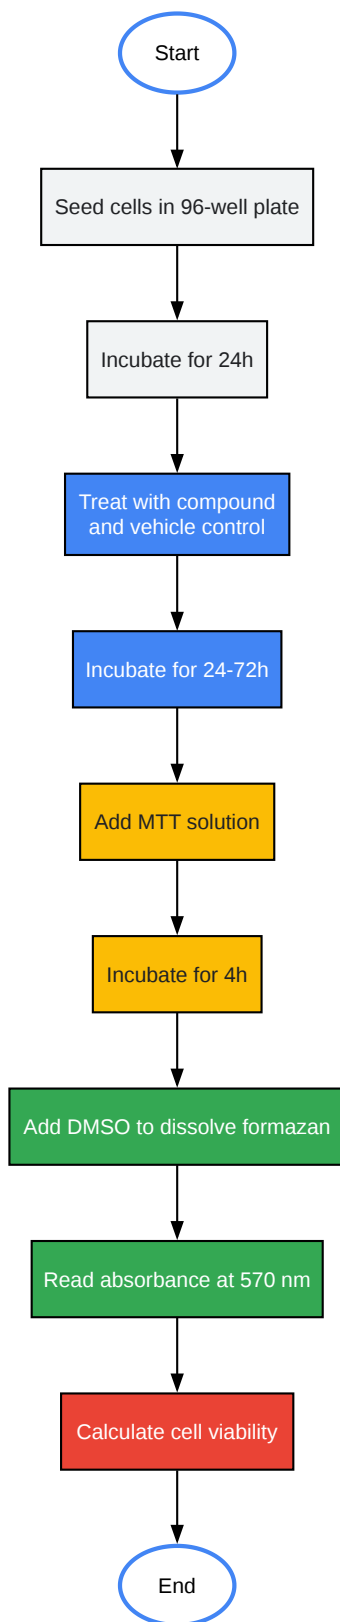 Start
Seed cells in 96-well plate
Incubate for 24h
Treat with compound
and vehicle control
Incubate for 24-72h
Add MTT solution
Incubate for 4h
Add DMSO to dissolve formazan
Read absorbance at 570 nm
Calculate cell viability
End